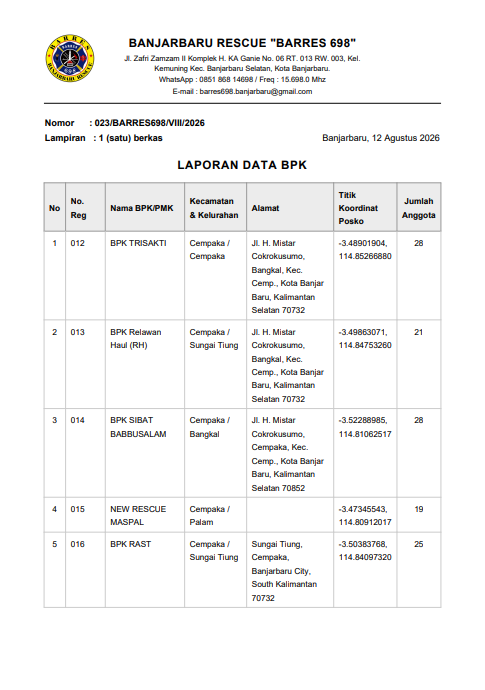 BARRES
698
BANJARBARU RESCUE
BANJARBARU RESCUE "BARRES 698"
Jl. Zafri Zamzam II Komplek H. KA Ganie No. 06 RT. 013 RW. 003, Kel.
Kemuning Kec. Banjarbaru Selatan, Kota Banjarbaru.
WhatsApp : 0851 868 14698 / Freq : 15.698.0 Mhz
E-mail : barres698.banjarbaru@gmail.com
Nomor : 023/BARRES698/VIII/2026
Lampiran : 1 (satu) berkas
Banjarbaru, 12 Agustus 2026
LAPORAN DATA BPK
No
No. Reg
Nama BPK/PMK
Kecamatan & Kelurahan
Alamat
Titik Koordinat Posko
Jumlah Anggota
1
012
BPK TRISAKTI
Cempaka /
Cempaka
Jl. H. Mistar
Cokrokusumo,
Bangkal, Kec.
Cemp., Kota Banjar
Baru, Kalimantan
Selatan 70732
-3.48901904,
114.85266880
28
2
013
BPK Relawan
Haul (RH)
Cempaka /
Sungai Tiung
Jl. H. Mistar
Cokrokusumo,
Bangkal, Kec.
Cemp., Kota Banjar
Baru, Kalimantan
Selatan 70732
-3.49863071,
114.84753260
21
3
014
BPK SIBAT
BABBUSALAM
Cempaka /
Bangkal
Jl. H. Mistar
Cokrokusumo,
Cempaka, Kec.
Cemp., Kota Banjar
Baru, Kalimantan
Selatan 70852
-3.52288985,
114.81062517
28
4
015
NEW RESCUE
MASPAL
Cempaka /
Palam
-3.47345543,
114.80912017
19
5
016
BPK RAST
Cempaka /
Sungai Tiung
Sungai Tiung,
Cempaka,
Banjarbaru City,
South Kalimantan
70732
-3.50383768,
114.84097320
25